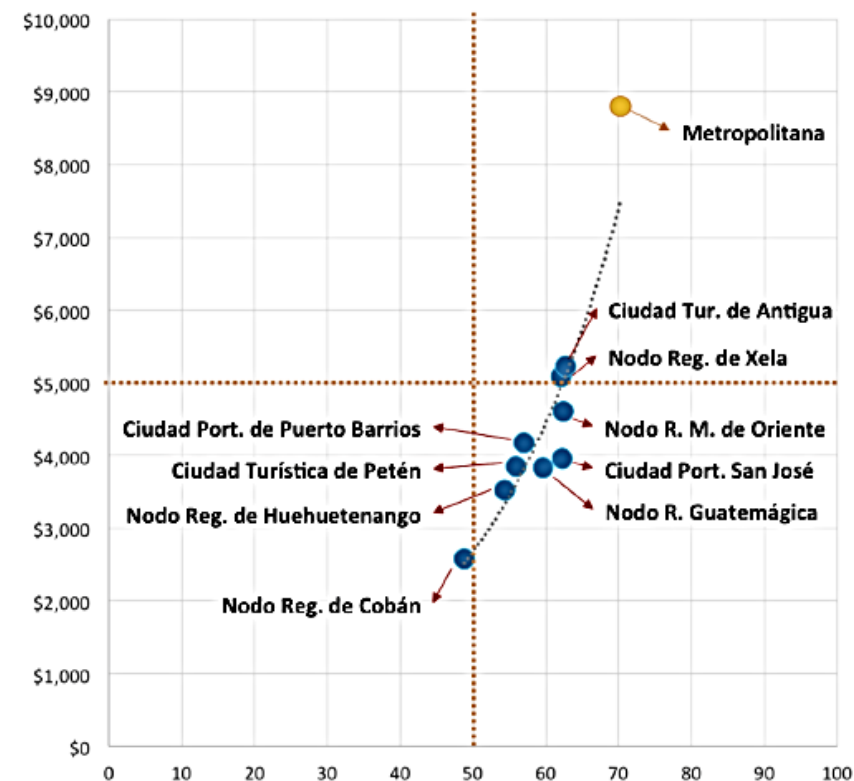 $10,000
$9,000
Metropolitana
$8,000
$7,000
$6,000
Ciudad Tur. de Antigua
Nodo Reg. de Xela
$5,000
Ciudad Port. de Puerto Barrios
Nodo R. M. de Oriente
$4,000
Ciudad Turística de Petén
Ciudad Port. San José
Nodo Reg. de Huehuetenango
Nodo R. Guatemágica
$3,000
$2,000
Nodo Reg. de Cobán
$1,000
$0
0 10 20 30 40 50 60 70 80 90 100